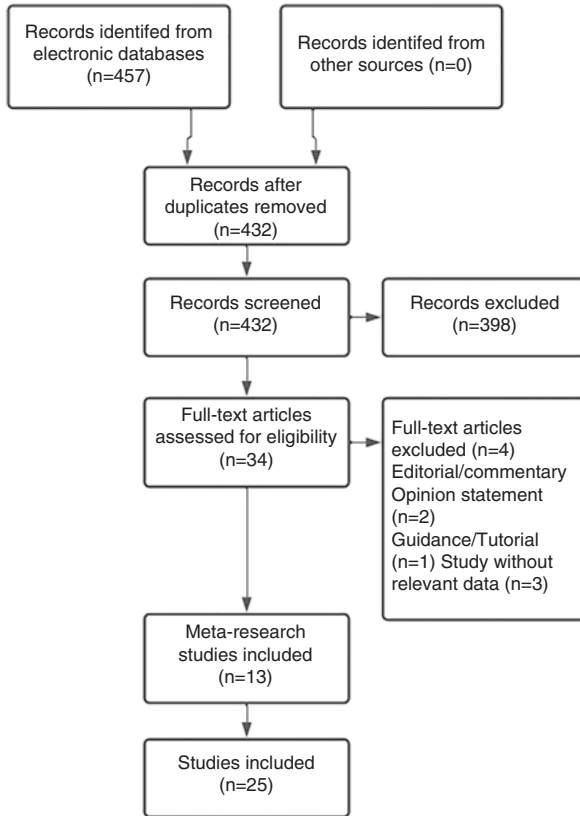 Records identifed from
electronic databases
(n=457)
Records identifed from
other sources (n=0)
Records after
duplicates removed
(n=432)
Records screened
(n=432)
Records excluded
(n=398)
Full-text articles
assessed for eligibility
(n=34)
Full-text articles
excluded (n=4)
Editorial/commentary
Opinion statement
(n=2)
Guidance/Tutorial
(n=1) Study without
relevant data (n=3)
Meta-research
studies included
(n=13)
Studies included
(n=25)